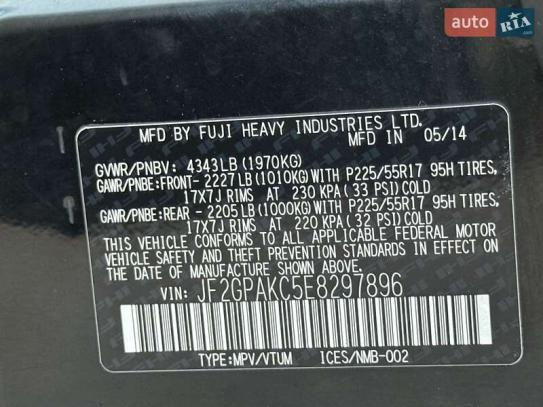 auto RIA
MFD BY FUJI HEAVY INDUSTRIES LTD.
MFD IN 05/14
GVWR/PNBV: 4343LB (1970KG)
GAWR/PNBE:FRONT- 2227LB (1010KG) WITH P225/55R17 95H TIRES,
17X7J RIMS AT 230 KPA (33 PSI) COLD
GAWR/PNBE:REAR - 2205LB (1000KG) WITH P225/55R17 95H TIRES,
17X7J RIMS AT 220 KPA (32 PSI) COLD
THIS VEHICLE CONFORMS TO ALL APPLICABLE FEDERAL MOTOR
VEHICLE SAFETY, BUMPER AND THEFT PREVENTION STANDARDS IN EFFECT ON
THE DATE OF MANUFACTURE SHOWN ABOVE.
VIN: JF2GPAKC5E8297896
TYPE:MPV/VTUM ICES/NMB-002